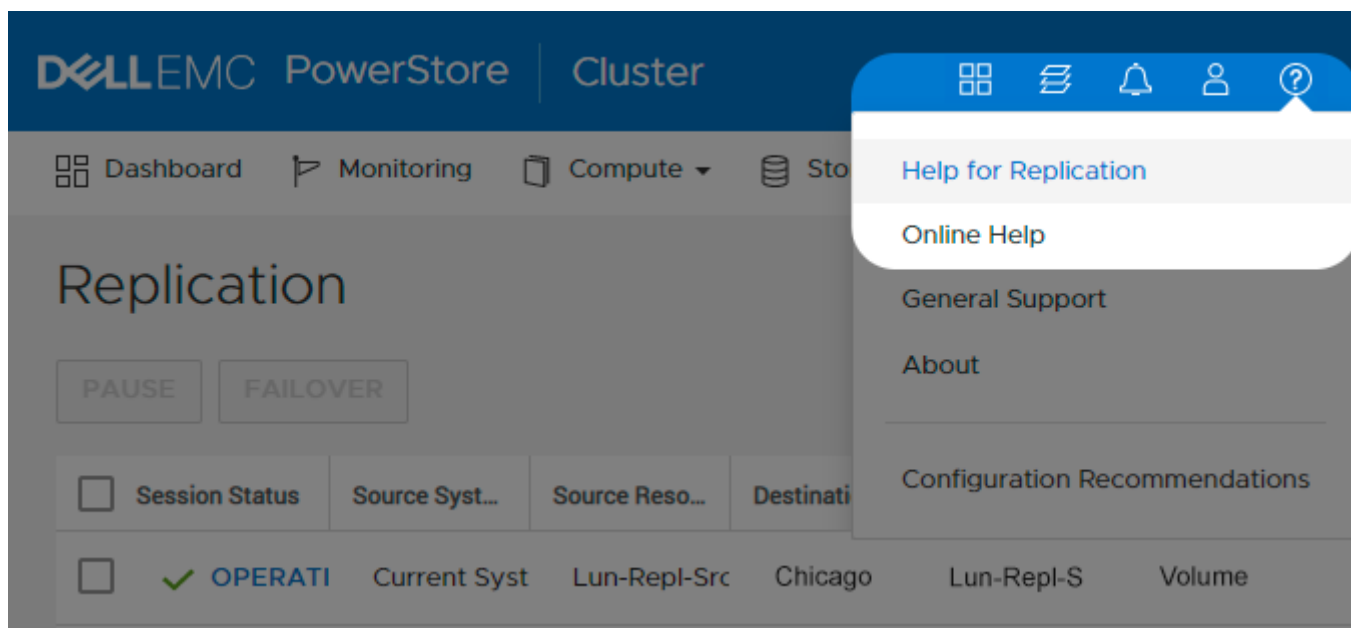 DELLEMC PowerStore Cluster
Dashboard Monitoring Compute Sto
Help for Replication
Online Help
General Support
About
Configuration Recommendations
Replication
PAUSE FAILOVER
Session Status Source Syst... Source Reso... Destinati
OPERATI Current Syst Lun-Repl-Src Chicago Lun-Repl-S Volume